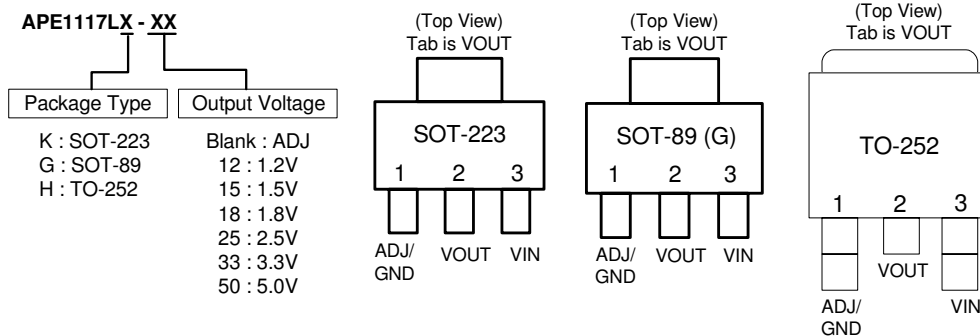 APE1117LX - XX
Package Type
K : SOT-223
G : SOT-89
H : TO-252
Output Voltage
Blank : ADJ
12 : 1.2V
15 : 1.5V
18 : 1.8V
25 : 2.5V
33 : 3.3V
50 : 5.0V
(Top View)
Tab is VOUT
SOT-223
1 2 3
ADJ/
GND
VOUT
VIN
(Top View)
Tab is VOUT
SOT-89 (G)
1 2 3
ADJ/
GND
VOUT
VIN
(Top View)
Tab is VOUT
TO-252
1 2 3
VOUT
ADJ/
GND
VIN